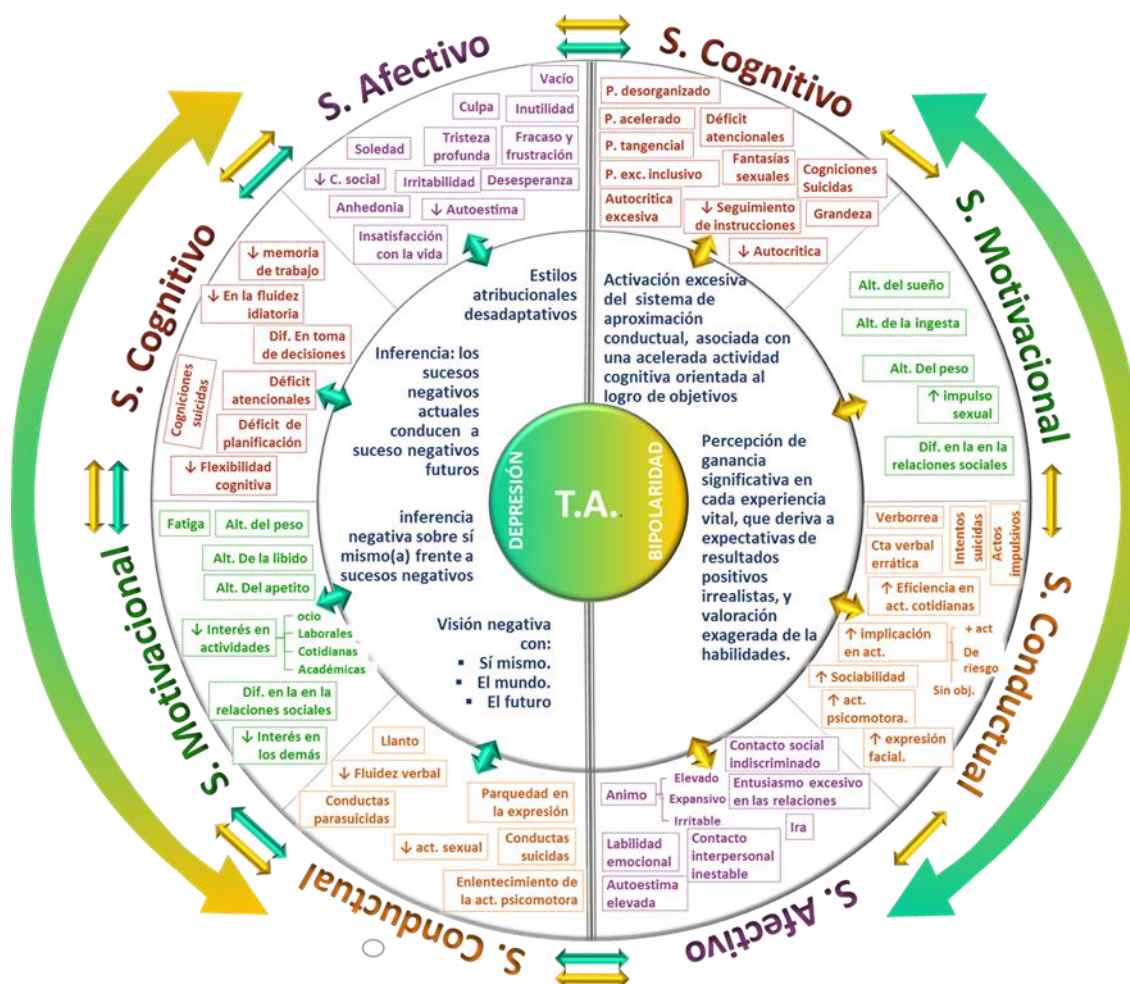 S. Afectivo
Vacío
Culpa
Inutilidad
Soledad
Tristeza
profunda
Fracaso y
frustración
↓ C. social
Irritabilidad
Desesperanza
Anhedonia
↓ Autoestima
Insatisfacción
con la vida
S. Cognitivo
↓ memoria
de trabajo
↓ En la fluidez
idiatoria
Dif. En toma
de decisiones
Cogniciones
suicidas
Déficit
atencionales
Déficit de
planificación
↓ Flexibilidad
cognitiva
S. Motivacional
Fatiga
Alt. del peso
Alt. De la libido
Alt. Del apetito
↓ Interés en
actividades
ocio
Laborales
Cotidianas
Académicas
Dif. en la en la
relaciones sociales
↓ Interés en
los demás
S. Conductual
Llanto
↓ Fluidez verbal
Conductas
parasuicidas
Parquedad en
la expresión
↓ act. sexual
Conductas
suicidas
Enlentecimiento de
la act. psicomotora
Estilos
atribucionales
desadaptativos
Inferencia: los
sucesos
negativos
actuales
conducen a
suceso negativos
futuros
inferencia
negativa sobre sí
mismo(a) frente a
sucesos negativos
Visión negativa
con:
▪ Sí mismo.
▪ El mundo.
▪ El futuro
DEPRESIÓN
T.A.
BIPOLARIDAD
Activación excesiva
del sistema de
aproximación
conductual, asociada con
una acelerada actividad
cognitiva orientada al
logro de objetivos
Percepción de
ganancia
significativa en
cada experiencia
vital, que deriva a
expectativas de
resultados
positivos
irrealistas, y
valoración
exagerada de la
habilidades.
S. Cognitivo
P. desorganizado
P. acelerado
Déficit
atencionales
P. tangencial
Fantasías
sexuales
P. exc. inclusivo
Cogniciones
Suicidas
Autocritica
excesiva
↓ Seguimiento
de instrucciones
Grandeza
↓ Autocritica
S. Motivacional
Alt. del sueño
Alt. de la ingesta
Alt. Del peso
↑ impulso
sexual
Dif. en la en la
relaciones sociales
S. Conductual
Verborrea
Cta verbal
errática
Intentos
suicidas
Actos
impulsivos
↑ Eficiencia en
act. cotidianas
↑ implicación
en act.
+ act
De
riesgo
Sin obj.
↑ Sociabilidad
↑ act.
psicomotora.
↑ expresión
facial.
S. Afectivo
Contacto social
indiscriminado
Animo
Elevado
Expansivo
Irritable
Entusiasmo excesivo
en las relaciones
Ira
Labilidad
emocional
Contacto
interpersonal
inestable
Autoestima
elevada